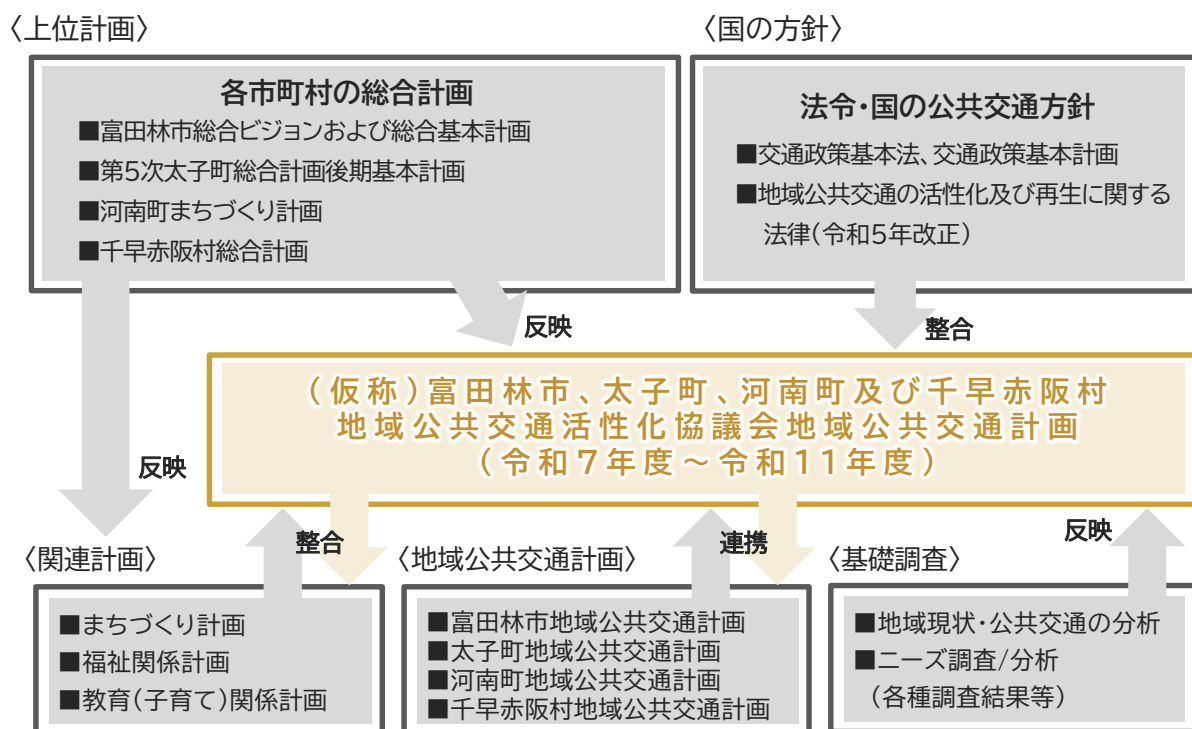 〈上位計画〉
各市町村の総合計画
■富田林市総合ビジョンおよび総合基本計画
■第5次太子町総合計画後期基本計画
■河南町まちづくり計画
■千早赤阪村総合計画
〈国の方針〉
法令・国の公共交通方針
■交通政策基本法、交通政策基本計画
■地域公共交通の活性化及び再生に関する
法律(令和5年改正)
反映
整合
(仮称)富田林市、太子町、河南町及び千早赤阪村
地域公共交通活性化協議会地域公共交通計画
(令和7年度~令和11年度)
反映
整合
連携
反映
〈関連計画〉
■まちづくり計画
■福祉関係計画
■教育(子育て)関係計画
〈地域公共交通計画〉
■富田林市地域公共交通計画
■太子町地域公共交通計画
■河南町地域公共交通計画
■千早赤阪村地域公共交通計画
〈基礎調査〉
■地域現状・公共交通の分析
■ニーズ調査/分析
(各種調査結果等)